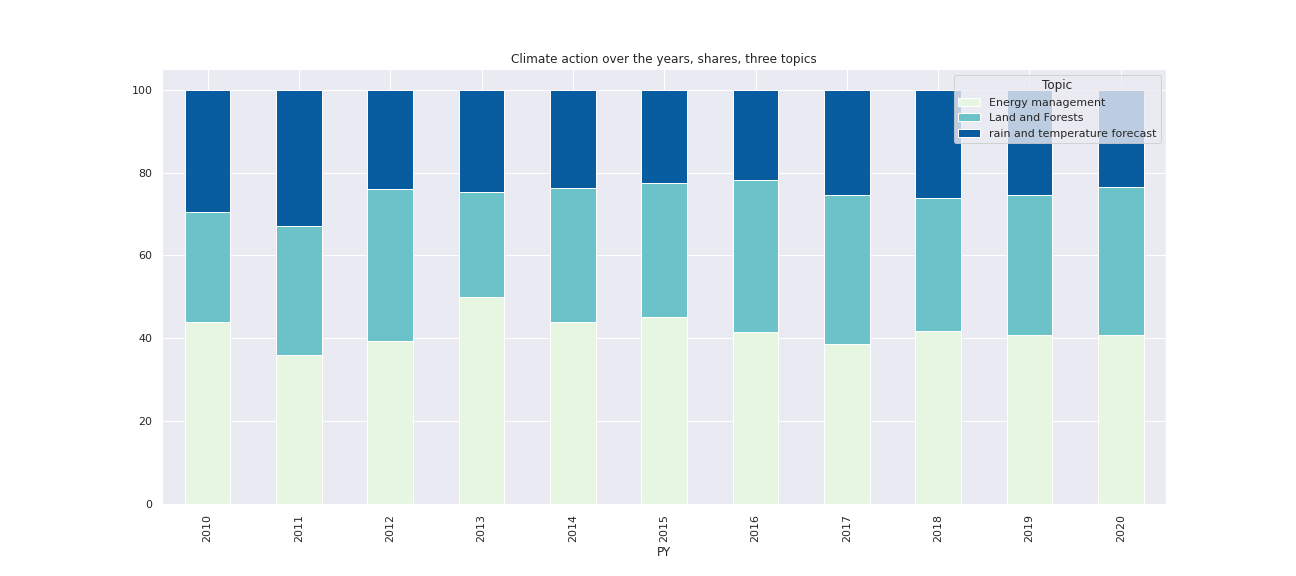 Climate action over the years, shares, three topics
Topic
Energy management
Land and Forests
rain and temperature forecast
100
80
60
40
20
0
2010
2011
2012
2013
2014
2015
2016
2017
2018
2019
2020
PY